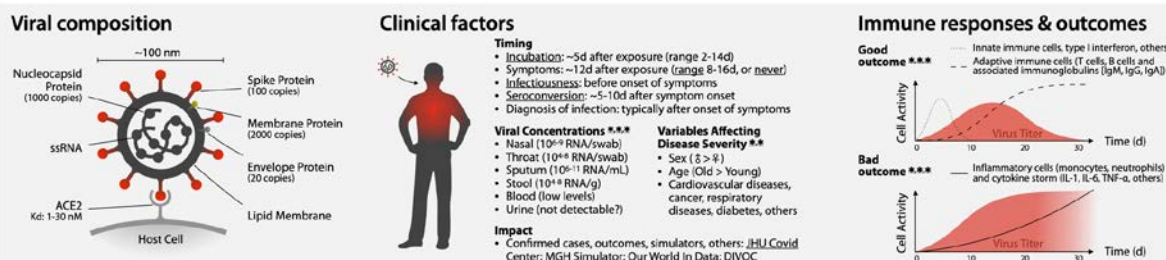 Viral composition
~100 nm
Nucleocapsid
Protein
(1000 copies)
ssRNA
ACE2
Kd: 1-30 nM
Host Cell
Spike Protein
(100 copies)
Membrane Protein
(2000 copies)
Envelope Protein
(20 copies)
Lipid Membrane
Clinical factors
Timing
• Incubation: ~5d after exposure (range 2-14d)
• Symptoms: ~12d after exposure (range 8-16d, or never)
• Infectiousness: before onset of symptoms
• Seroconversion: ~5-10d after symptom onset
• Diagnosis of infection: typically after onset of symptoms
Viral Concentrations *,*,*
• Nasal (10⁶⁻⁹ RNA/swab)
• Throat (10⁴⁻⁸ RNA/swab)
• Sputum (10⁶⁻¹¹ RNA/mL)
• Stool (10⁴⁻⁸ RNA/g)
• Blood (low levels)
• Urine (not detectable?)
Variables Affecting
Disease Severity *,*
• Sex (♂ > ♀)
• Age (Old > Young)
• Cardiovascular diseases,
cancer, respiratory
diseases, diabetes, others
Impact
• Confirmed cases, outcomes, simulators, others: JHU Covid
Center; MGH Simulator; Our World In Data; DIVOC
Immune responses & outcomes
Good
outcome *,*,*
Innate immune cells, type I interferon, others
Adaptive immune cells (T cells, B cells and
associated immunoglobulins [IgM, IgG, IgA])
Cell Activity
Virus Titer
0 10 20 30
Time (d)
Bad
outcome *,*,*
Inflammatory cells (monocytes, neutrophils)
and cytokine storm (IL-1, IL-6, TNF-α, others)
Cell Activity
Virus Titer
0 10 20 30
Time (d)